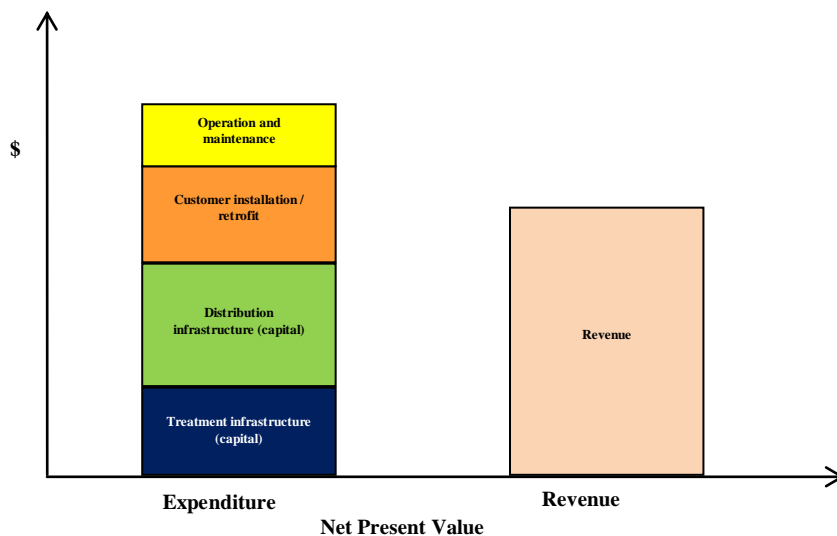 $
Operation and
maintenance
Customer installation /
retrofit
Distribution
infrastructure (capital)
Treatment infrastructure
(capital)
Revenue
Expenditure
Revenue
Net Present Value